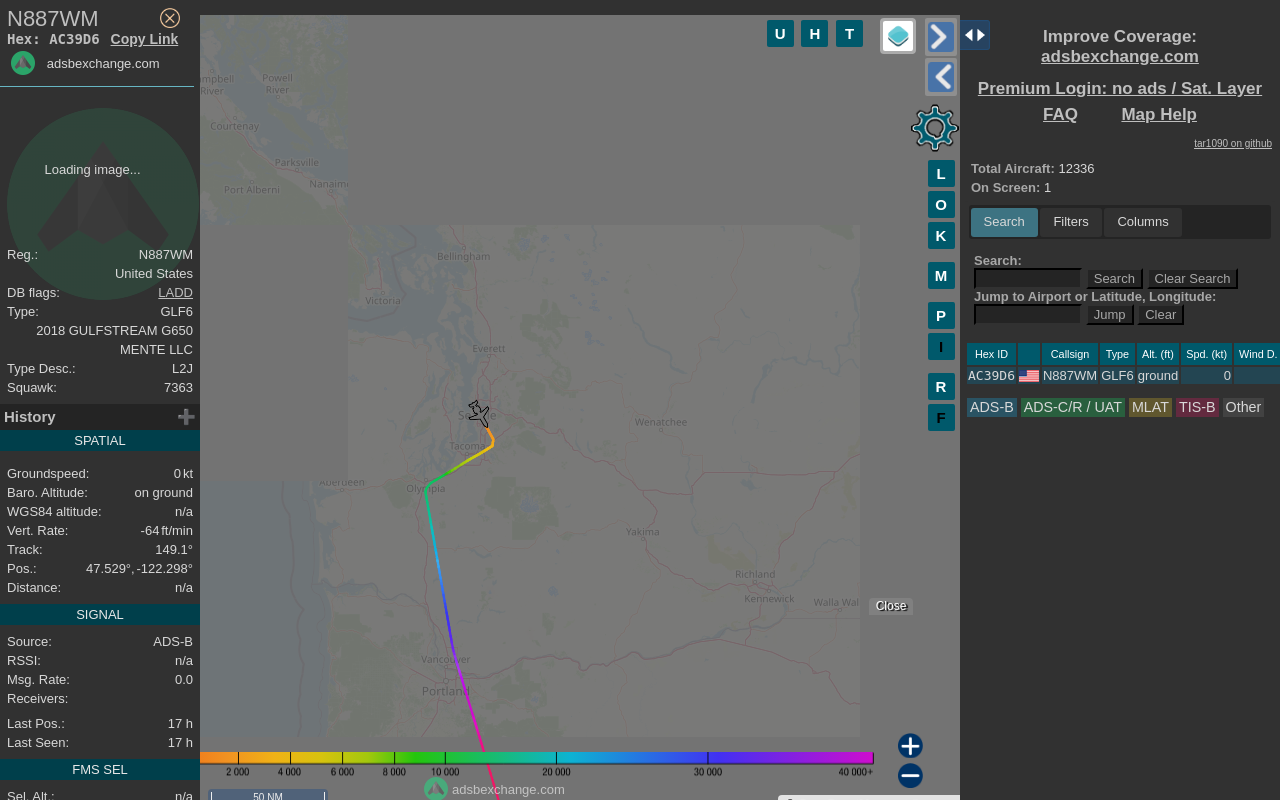 N887WM
Hex: AC39D6 Copy Link
adsbexchange.com
Loading image...
Reg.: N887WM
United States
DB flags: LADD
Type: GLF6
2018 GULFSTREAM G650
MENTE LLC
Type Desc.: L2J
Squawk: 7363
History
SPATIAL
Groundspeed: 0 kt
Baro. Altitude: on ground
WGS84 altitude: n/a
Vert. Rate: -64 ft/min
Track: 149.1°
Pos.: 47.529°, -122.298°
Distance: n/a
SIGNAL
Source: ADS-B
RSSI: n/a
Msg. Rate: 0.0
Receivers:
Last Pos.: 17 h
Last Seen: 17 h
FMS SEL
Sel. Alt.: n/a
U H T
L
O
K
M
P
I
R
F
mpbell River
Powell River
Courtenay
Parksville
Port Alberni
Nanaim
Bellingham
Victoria
Everett
Wenatchee
Tacoma
Aberdeen
Olympia
Yakima
Richland
Kennewick
Walla Wal
Vancouver
Portland
Close
2 000 4 000 6 000 8 000 10 000 20 000 30 000 40 000+
adsbexchange.com
50 NM
Improve Coverage:
adsbexchange.com
Premium Login: no ads / Sat. Layer
FAQ Map Help
tar1090 on github
Total Aircraft: 12336
On Screen: 1
Search Filters Columns
Search:
Search Clear Search
Jump to Airport or Latitude, Longitude:
Jump Clear
Hex ID Callsign Type Alt. (ft) Spd. (kt) Wind D.
AC39D6 N887WM GLF6 ground 0
ADS-B ADS-C/R / UAT MLAT TIS-B Other